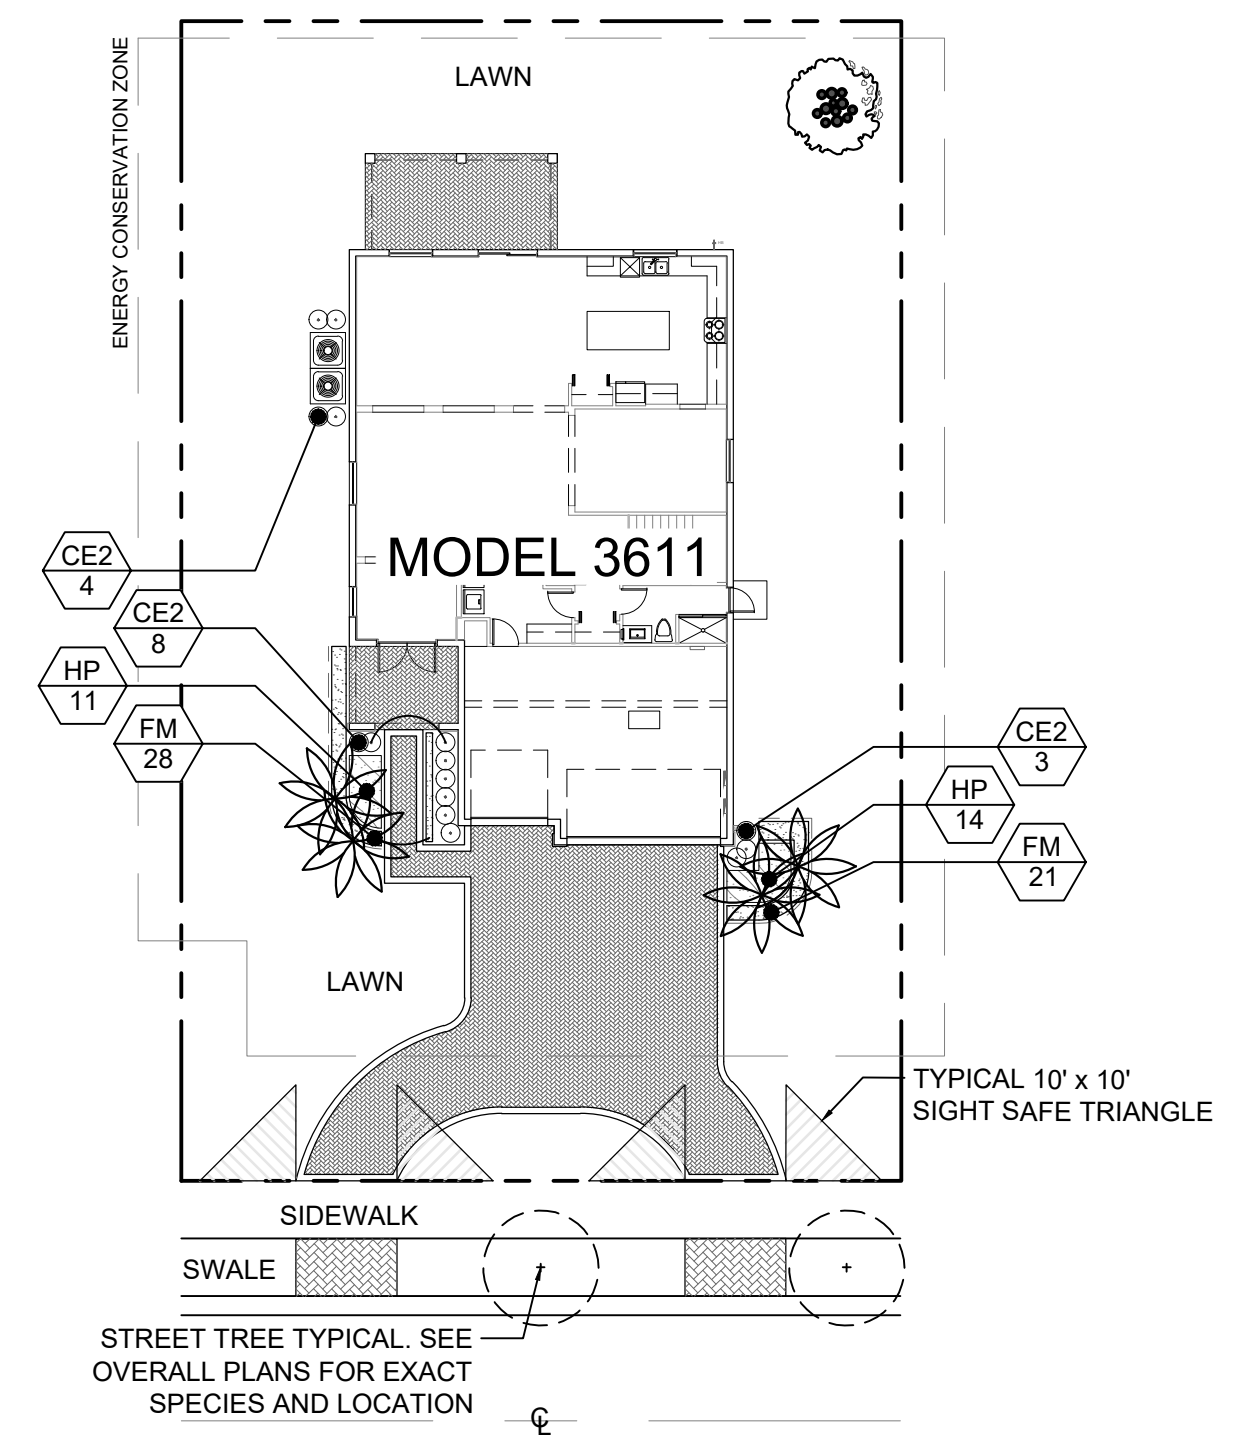 ENERGY CONSERVATION ZONE
LAWN
MODEL 3611
CE2
4
CE2
8
HP
11
FM
28
CE2
3
HP
14
FM
21
LAWN
TYPICAL 10' x 10'
SIGHT SAFE TRIANGLE
SIDEWALK
SWALE
STREET TREE TYPICAL. SEE
OVERALL PLANS FOR EXACT
SPECIES AND LOCATION
℄